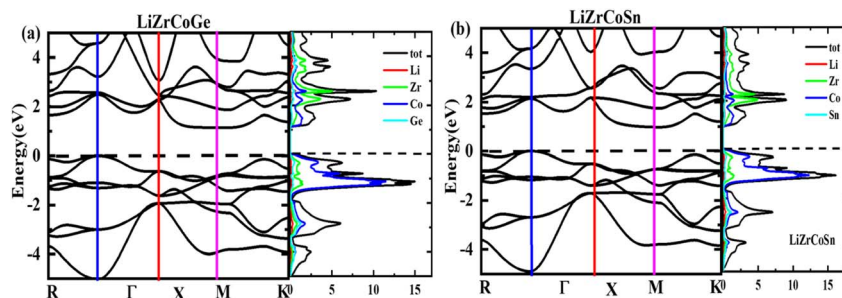 LiZrCoGe
(a)
4
2
0
-2
-4
Energy(eV)
R Γ X M K
tot
Li
Zr
Co
Ge
0 5 10 15
LiZrCoSn
(b)
4
2
0
-2
-4
Energy(eV)
R Γ X M K
tot
Li
Zr
Co
Sn
LiZrCoSn
0 5 10 15